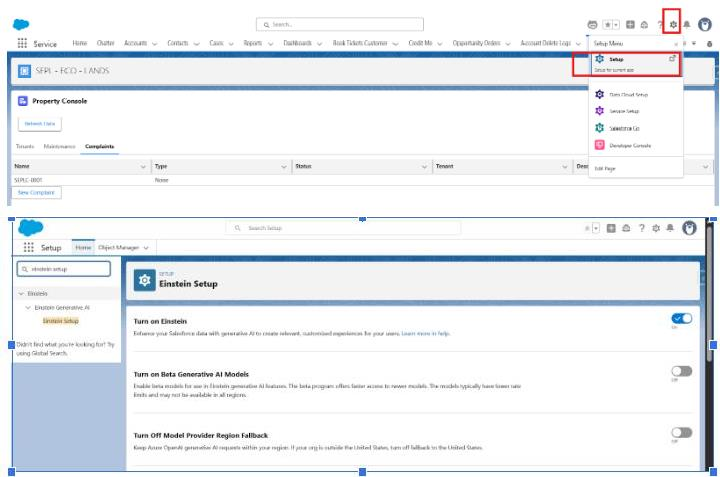 Search...
Service Home Chatter Accounts Contacts Cases Reports Dashboards Book Tickets Customer Credit Me Opportunity Orders Account Delete Logs
Setup Menu
Setup
Setup for current app
Data Cloud Setup
Service Setup
Salesforce Go
Developer Console
Edit Page
SEPL - ECO - LANDS
Property Console
Refresh Data
Tenants Maintenance Complaints
Name Type Status Tenant
SEPLC-0001 None
New Complaint
Search Setup
Setup Home Object Manager
einstein setup
Einstein
Einstein Generative AI
Einstein Setup
Didn't find what you're looking for? Try
using Global Search.
SETUP
Einstein Setup
Turn on Einstein
Enhance your Salesforce data with generative AI to create relevant, customized experiences for your users. Learn more in help.
On
Turn on Beta Generative AI Models
Enable beta models for use in Einstein generative AI features. The beta program offers faster access to newer models. The models typically have lower rate
limits and may not be available in all regions.
Off
Turn Off Model Provider Region Fallback
Keep Azure OpenAI generative AI requests within your region. If your org is outside the United States, turn off fallback to the United States.
Off